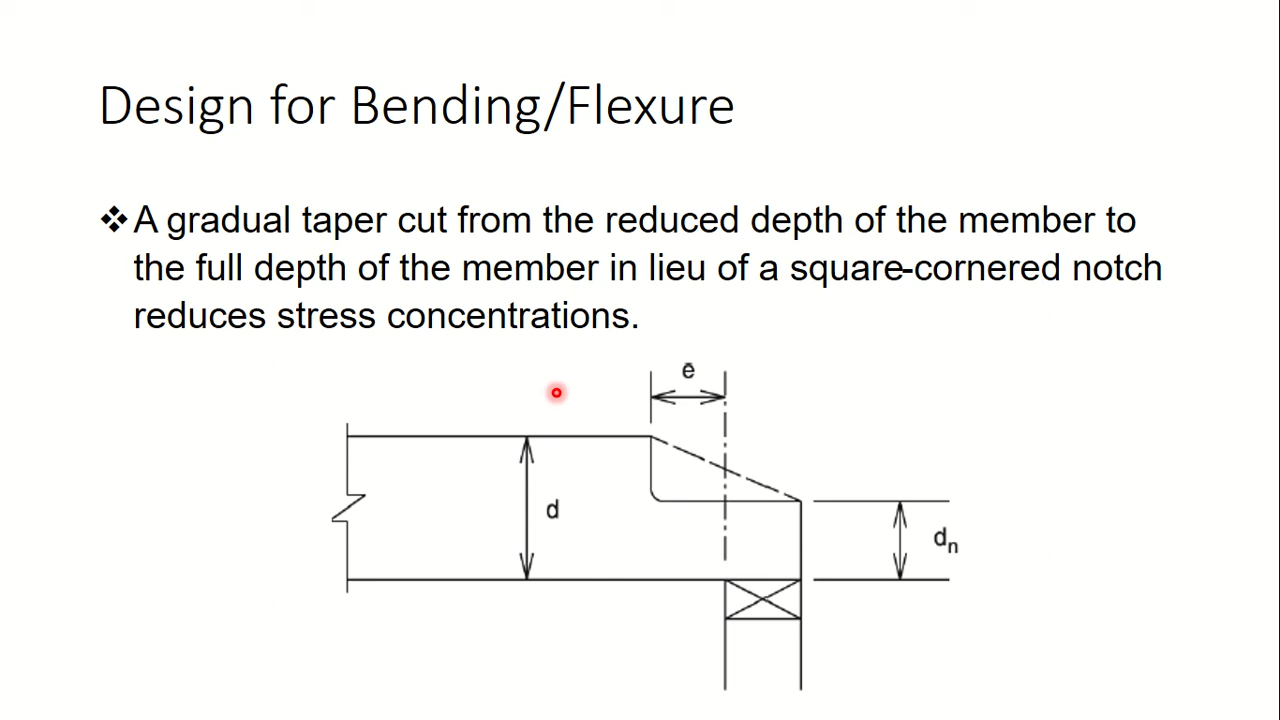 Design for Bending/Flexure
❖A gradual taper cut from the reduced depth of the member to
the full depth of the member in lieu of a square-cornered notch
reduces stress concentrations.
e
d
dn